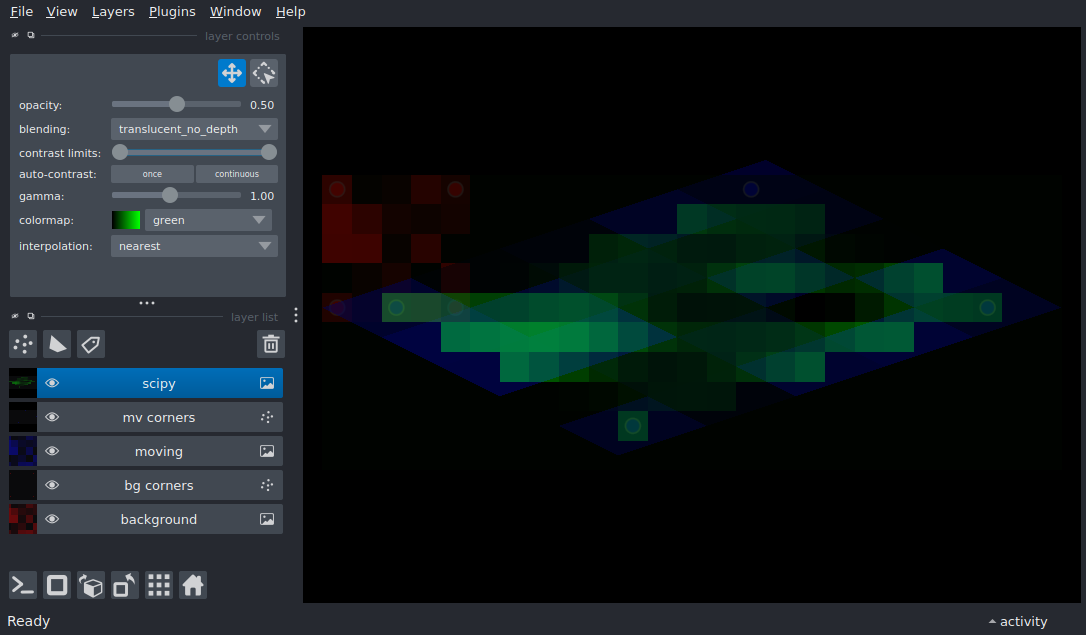 File View Layers Plugins Window Help
layer controls
opacity: 0.50
blending: translucent_no_depth
contrast limits:
auto-contrast: once continuous
gamma: 1.00
colormap: green
interpolation: nearest
layer list
scipy
mv corners
moving
bg corners
background
Ready
activity